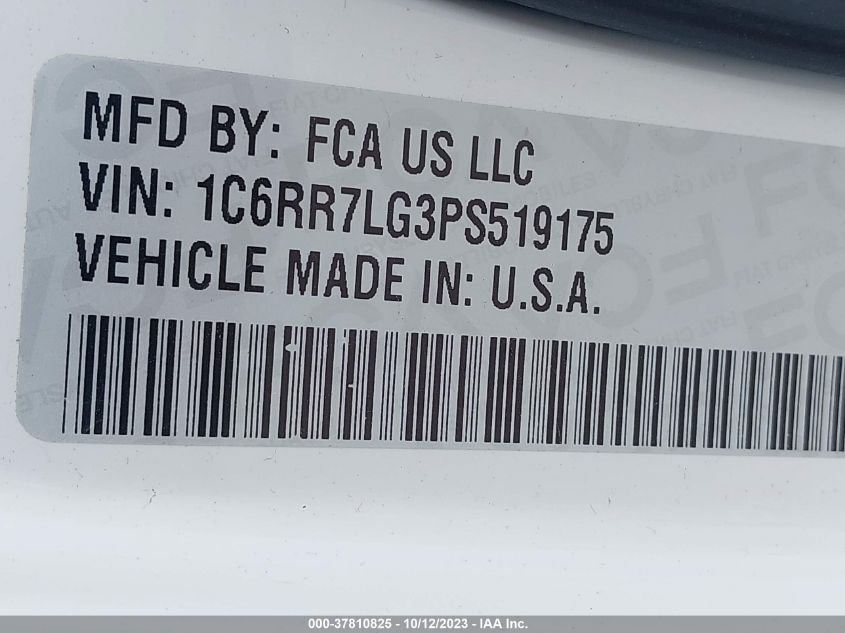 MFD BY: FCA US LLC
VIN: 1C6RR7LG3PS519175
VEHICLE MADE IN: U.S.A.
000-37810825 - 10/12/2023 - IAA Inc.